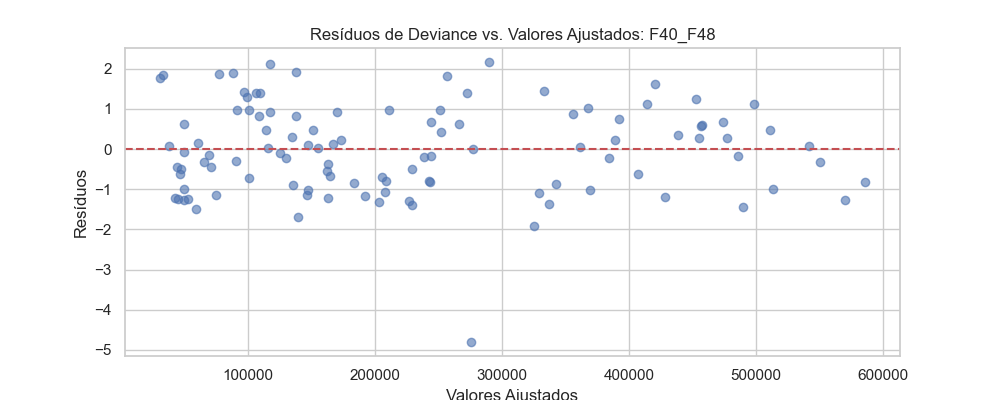 Resíduos de Deviance vs. Valores Ajustados: F40_F48
2
1
0
−1
−2
−3
−4
−5
Resíduos
100000 200000 300000 400000 500000 600000
Valores Ajustados